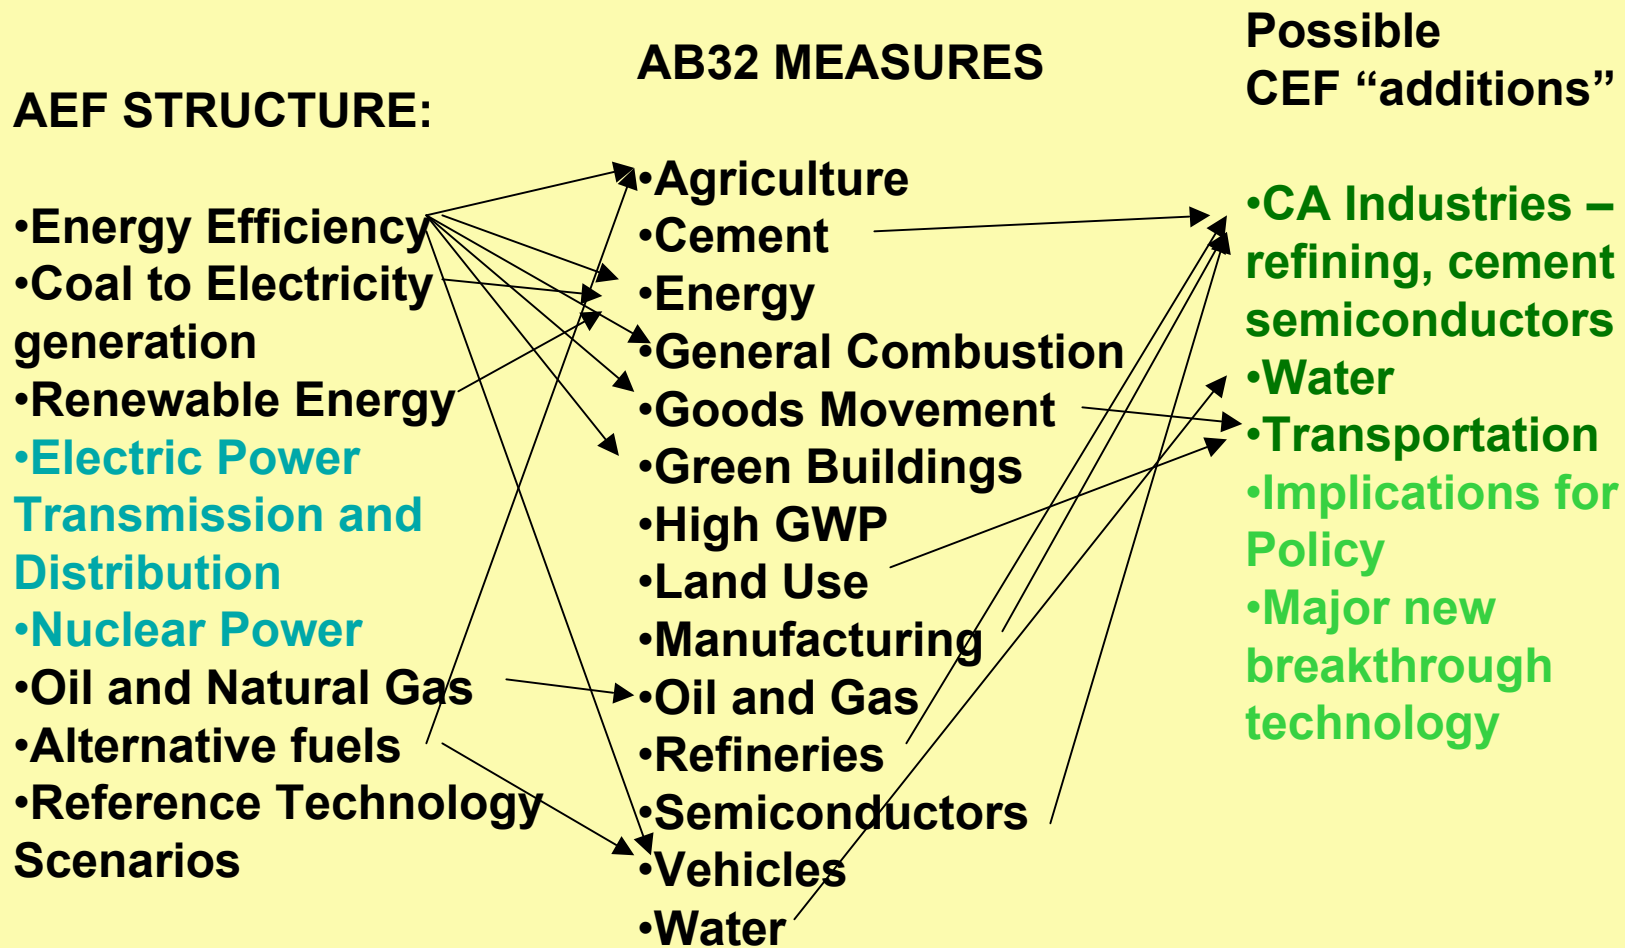 AEF STRUCTURE:
•Energy Efficiency
•Coal to Electricity
generation
•Renewable Energy
•Electric Power
Transmission and
Distribution
•Nuclear Power
•Oil and Natural Gas
•Alternative fuels
•Reference Technology
Scenarios
AB32 MEASURES
•Agriculture
•Cement
•Energy
•General Combustion
•Goods Movement
•Green Buildings
•High GWP
•Land Use
•Manufacturing
•Oil and Gas
•Refineries
•Semiconductors
•Vehicles
•Water
Possible
CEF “additions”
•CA Industries –
refining, cement
semiconductors
•Water
•Transportation
•Implications for
Policy
•Major new
breakthrough
technology